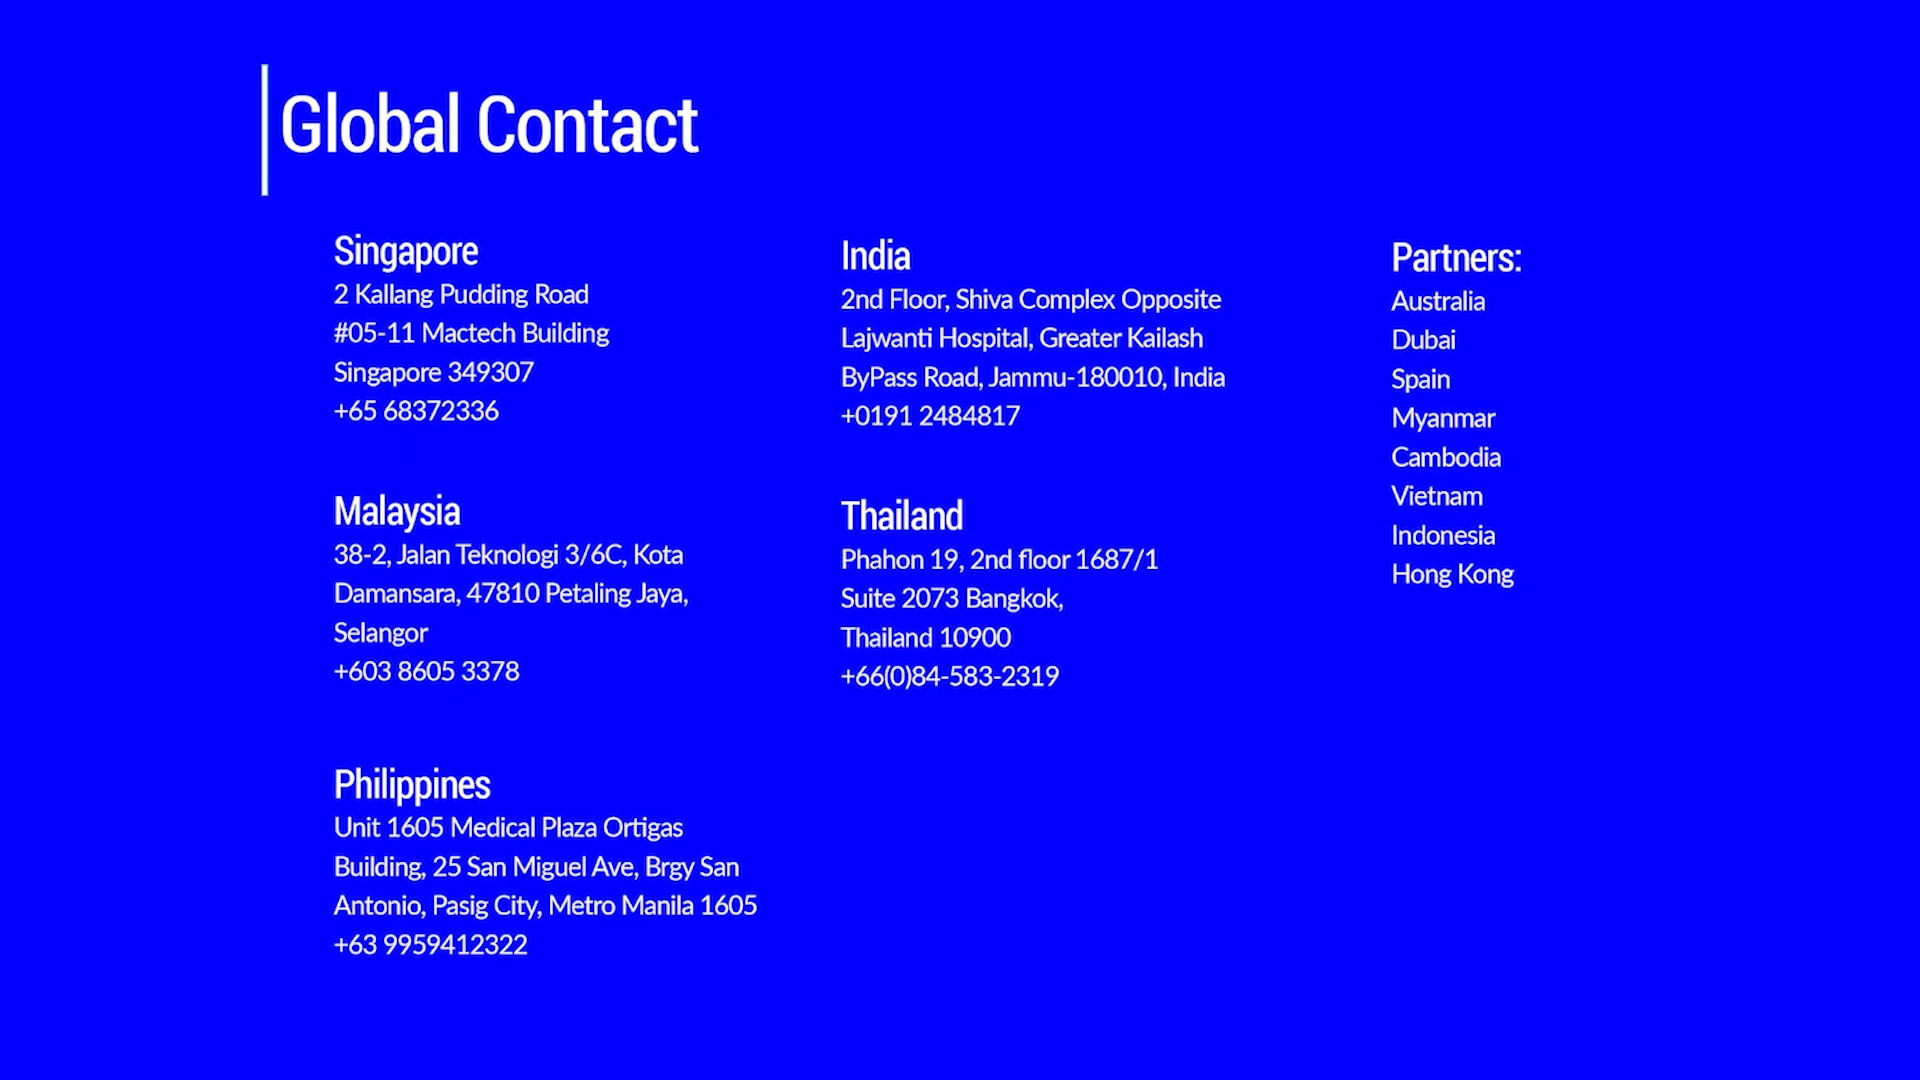 Global Contact
Singapore
2 Kallang Pudding Road
#05-11 Mactech Building
Singapore 349307
+65 68372336
Malaysia
38-2, Jalan Teknologi 3/6C, Kota
Damansara, 47810 Petaling Jaya,
Selangor
+603 8605 3378
Philippines
Unit 1605 Medical Plaza Ortigas
Building, 25 San Miguel Ave, Brgy San
Antonio, Pasig City, Metro Manila 1605
+63 9959412322
India
2nd Floor, Shiva Complex Opposite
Lajwanti Hospital, Greater Kailash
ByPass Road, Jammu-180010, India
+0191 2484817
Thailand
Phahon 19, 2nd floor 1687/1
Suite 2073 Bangkok,
Thailand 10900
+66(0)84-583-2319
Partners:
Australia
Dubai
Spain
Myanmar
Cambodia
Vietnam
Indonesia
Hong Kong